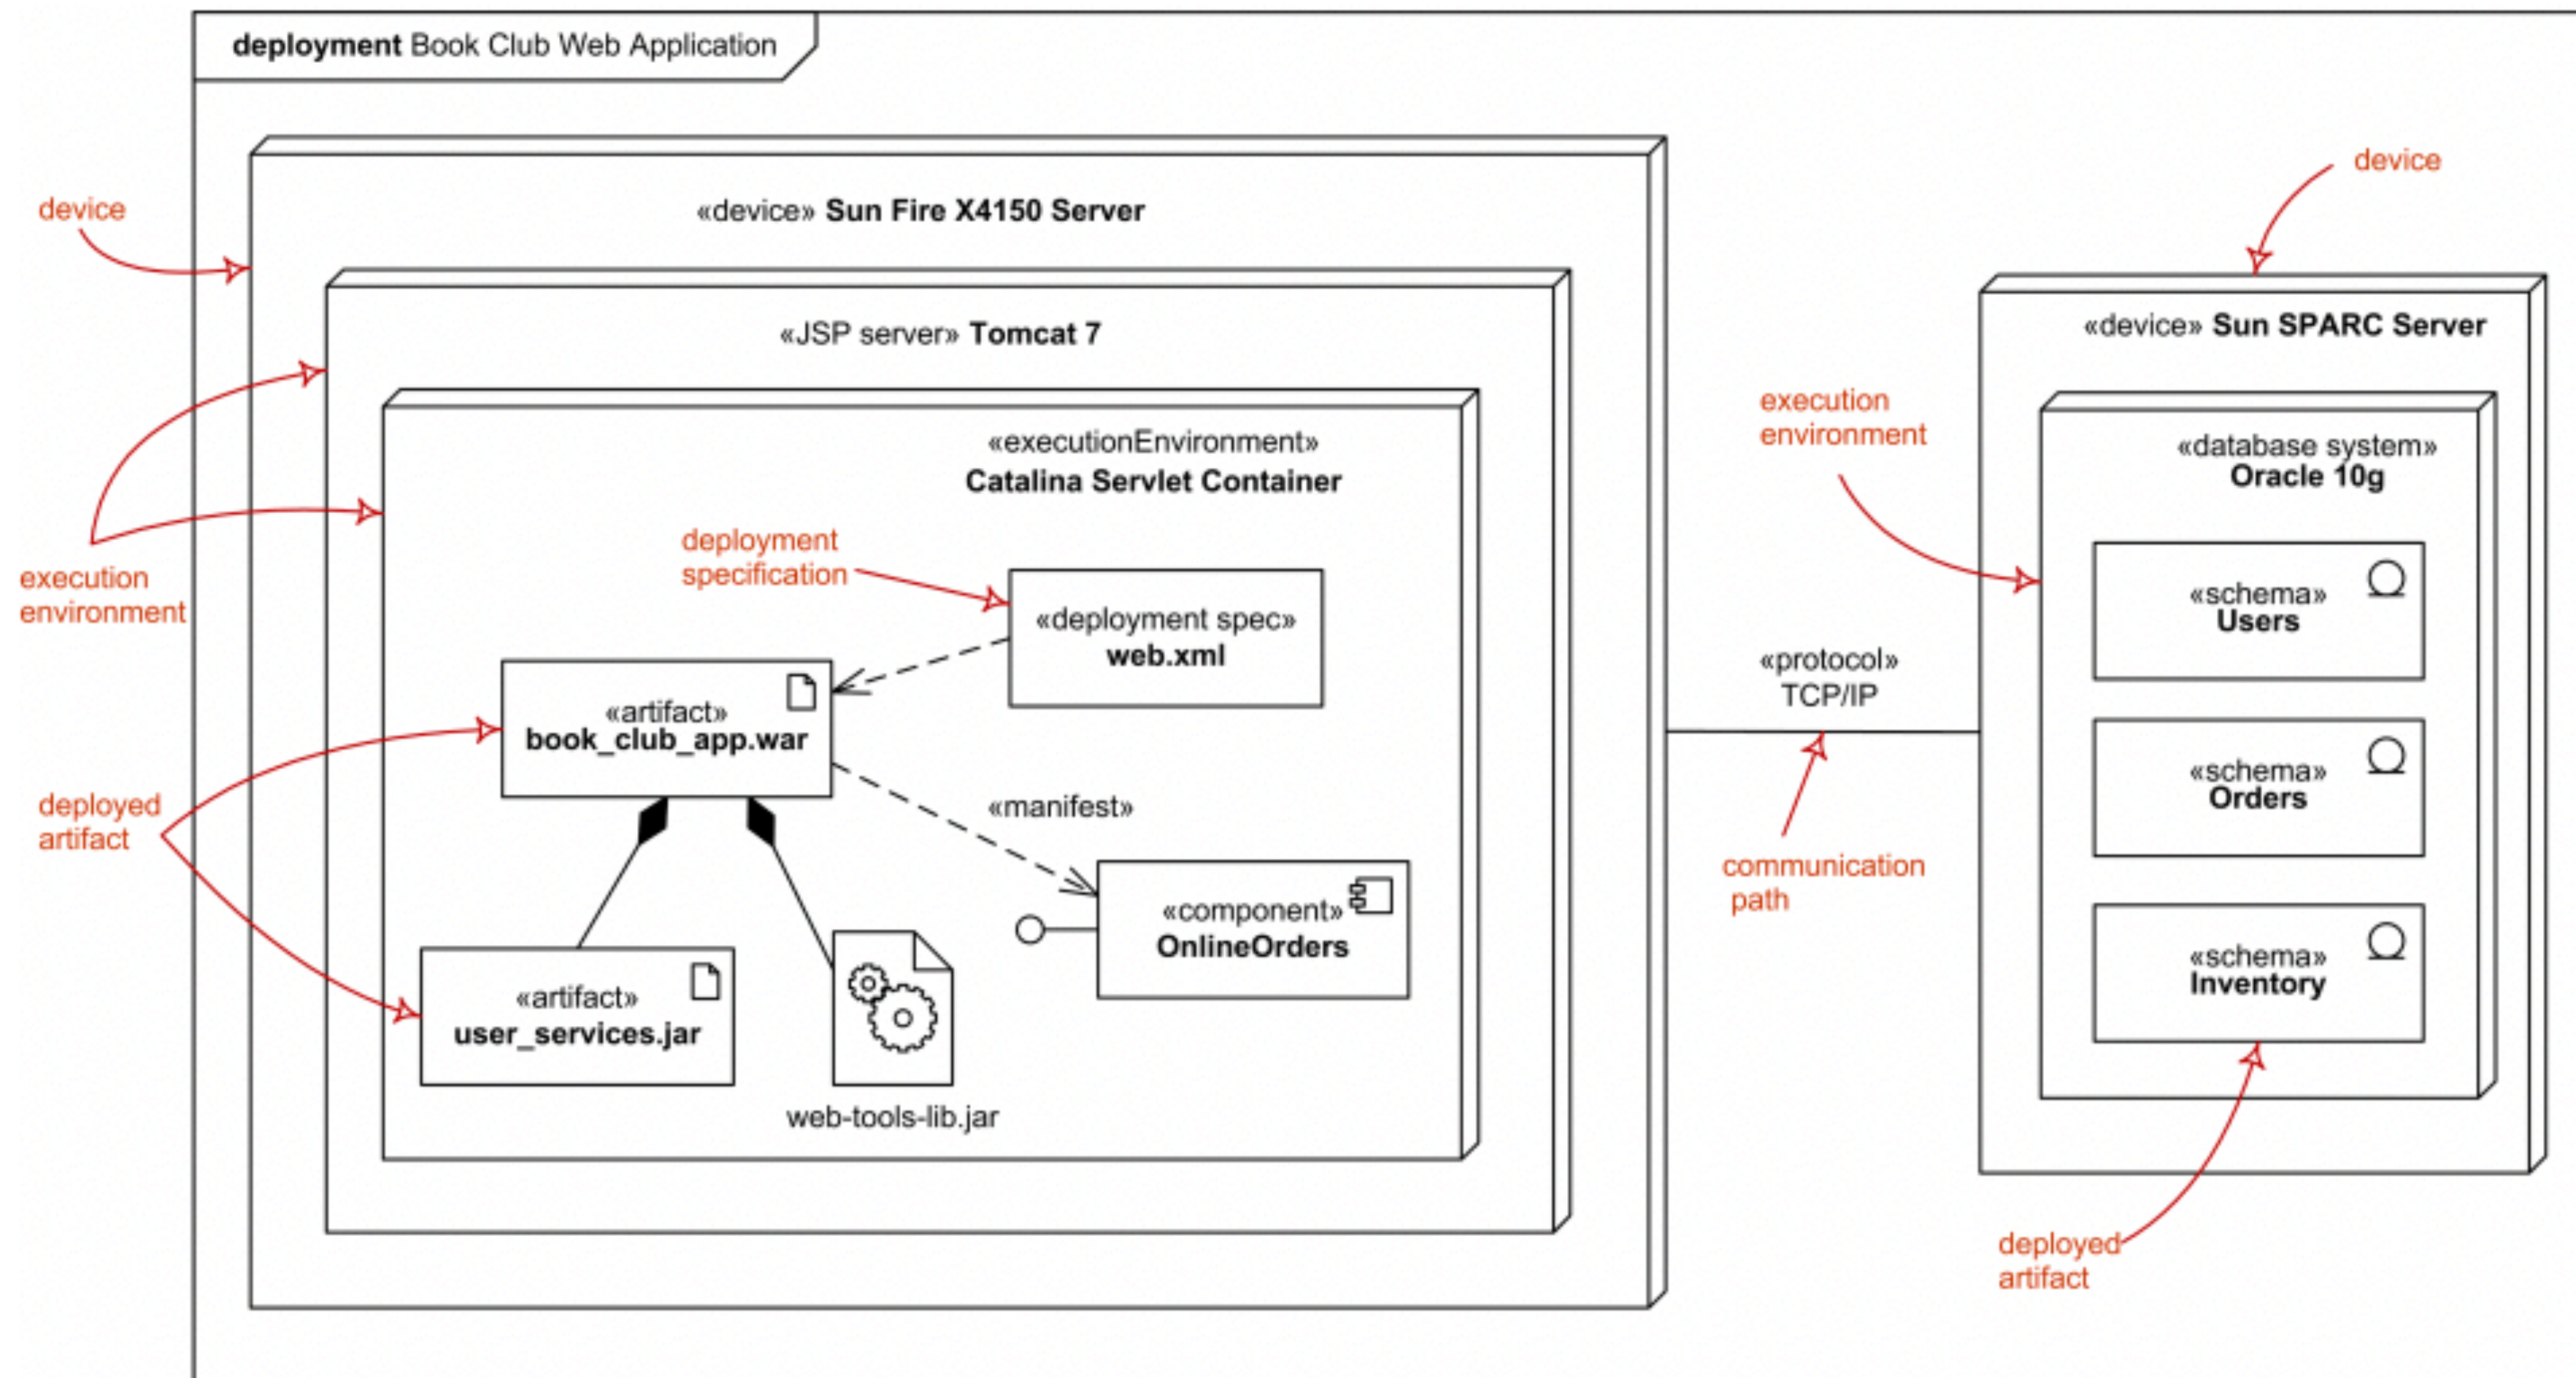 deployment Book Club Web Application
device
«device» Sun Fire X4150 Server
device
«JSP server» Tomcat 7
«device» Sun SPARC Server
execution
environment
«executionEnvironment»
Catalina Servlet Container
«database system»
Oracle 10g
deployment
specification
execution
environment
«deployment spec»
web.xml
«schema»
Users
«protocol»
TCP/IP
«artifact»
book_club_app.war
«schema»
Orders
deployed
artifact
«manifest»
communication
path
«component»
OnlineOrders
«schema»
Inventory
«artifact»
user_services.jar
web-tools-lib.jar
deployed
artifact